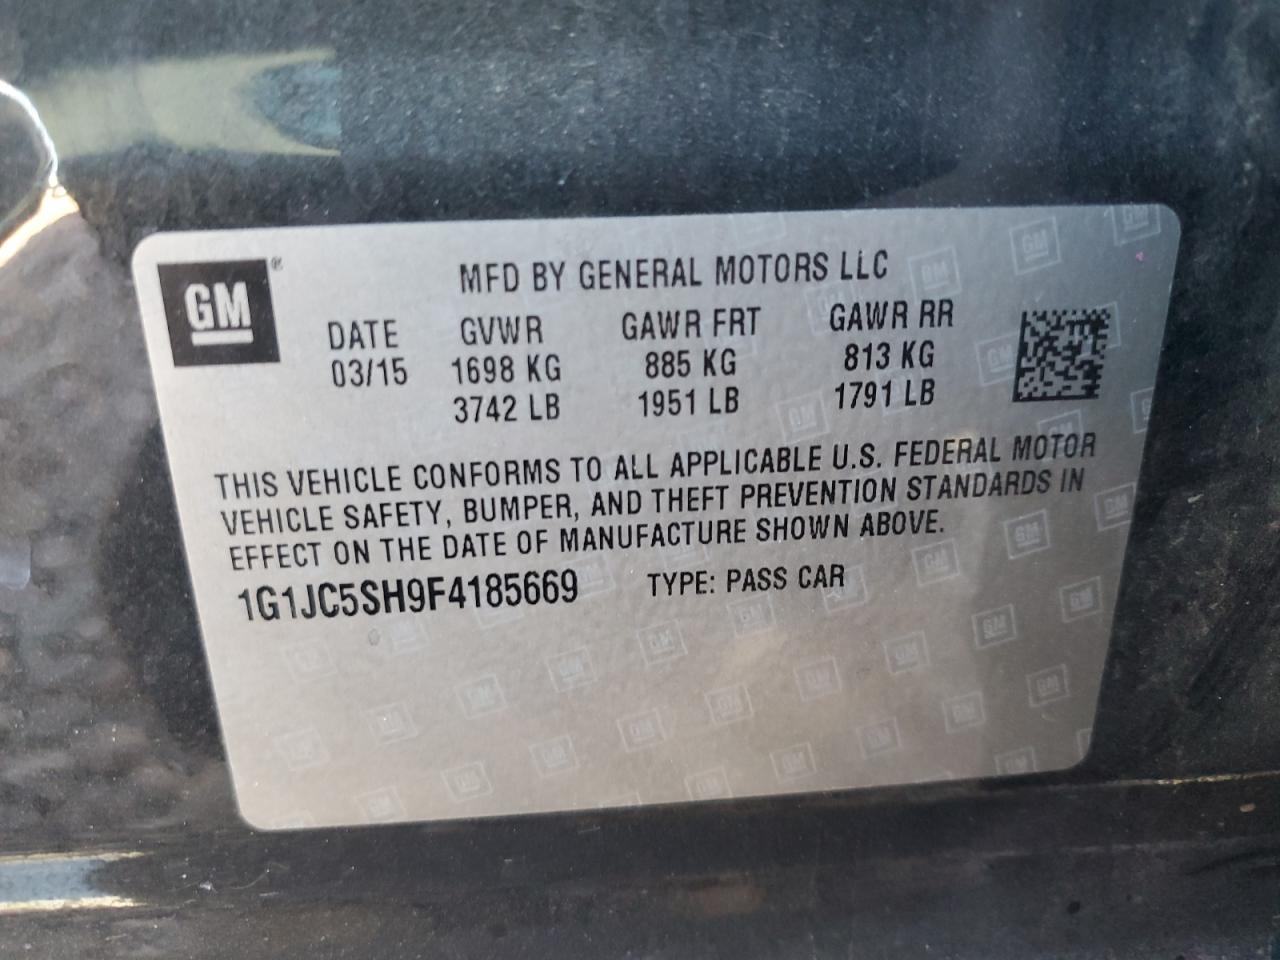 GM ®
MFD BY GENERAL MOTORS LLC
DATE GVWR GAWR FRT GAWR RR
03/15 1698 KG 885 KG 813 KG
3742 LB 1951 LB 1791 LB
THIS VEHICLE CONFORMS TO ALL APPLICABLE U.S. FEDERAL MOTOR
VEHICLE SAFETY, BUMPER, AND THEFT PREVENTION STANDARDS IN
EFFECT ON THE DATE OF MANUFACTURE SHOWN ABOVE.
1G1JC5SH9F4185669 TYPE: PASS CAR